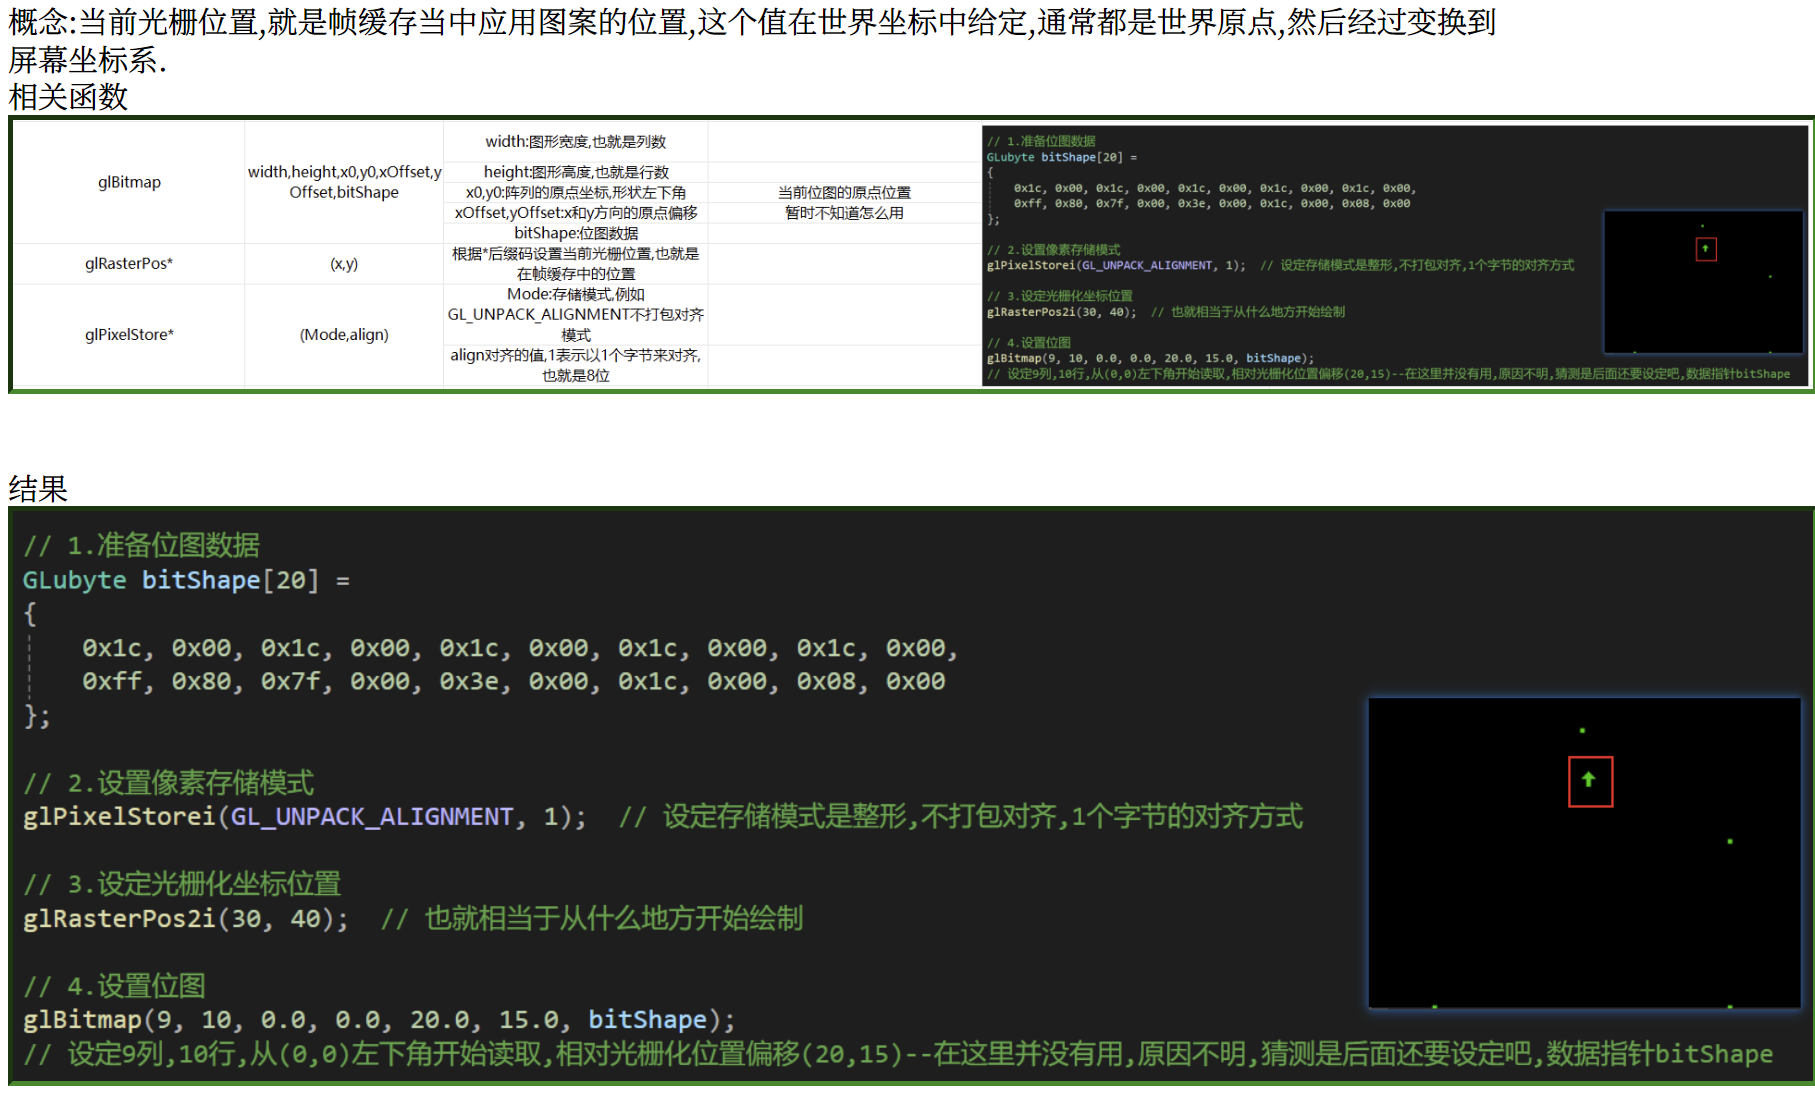 概念:当前光栅位置,就是帧缓存当中应用图案的位置,这个值在世界坐标中给定,通常都是世界原点,然后经过变换到
屏幕坐标系.
相关函数
glBitmap
width,height,x0,y0,xOffset,y
Offset,bitShape
width:图形宽度,也就是列数
height:图形高度,也就是行数
x0,y0:阵列的原点坐标,形状左下角
当前位图的原点位置
xOffset,yOffset:x和y方向的原点偏移
暂时不知道怎么用
bitShape:位图数据
glRasterPos*
(x,y)
根据*后缀码设置当前光栅位置,也就是
在帧缓存中的位置
glPixelStore*
(Mode,align)
Mode:存储模式,例如
GL_UNPACK_ALIGNMENT不打包对齐
模式
align对齐的值,1表示以1个字节来对齐,
也就是8位
// 1.准备位图数据
GLubyte bitShape[20] =
{
0x1c, 0x00, 0x1c, 0x00, 0x1c, 0x00, 0x1c, 0x00, 0x1c, 0x00,
0xff, 0x80, 0x7f, 0x00, 0x3e, 0x00, 0x1c, 0x00, 0x08, 0x00
};
// 2.设置像素存储模式
glPixelStorei(GL_UNPACK_ALIGNMENT, 1);  // 设定存储模式是整形,不打包对齐,1个字节的对齐方式
// 3.设定光栅化坐标位置
glRasterPos2i(30, 40);  // 也就相当于从什么地方开始绘制
// 4.设置位图
glBitmap(9, 10, 0.0, 0.0, 20.0, 15.0, bitShape);
// 设定9列,10行,从(0,0)左下角开始读取,相对光栅化位置偏移(20,15)--在这里并没有用,原因不明,猜测是后面还要设定吧,数据指针bitShape
结果
// 1.准备位图数据
GLubyte bitShape[20] =
{
0x1c, 0x00, 0x1c, 0x00, 0x1c, 0x00, 0x1c, 0x00, 0x1c, 0x00,
0xff, 0x80, 0x7f, 0x00, 0x3e, 0x00, 0x1c, 0x00, 0x08, 0x00
};
// 2.设置像素存储模式
glPixelStorei(GL_UNPACK_ALIGNMENT, 1);  // 设定存储模式是整形,不打包对齐,1个字节的对齐方式
// 3.设定光栅化坐标位置
glRasterPos2i(30, 40);  // 也就相当于从什么地方开始绘制
// 4.设置位图
glBitmap(9, 10, 0.0, 0.0, 20.0, 15.0, bitShape);
// 设定9列,10行,从(0,0)左下角开始读取,相对光栅化位置偏移(20,15)--在这里并没有用,原因不明,猜测是后面还要设定吧,数据指针bitShape